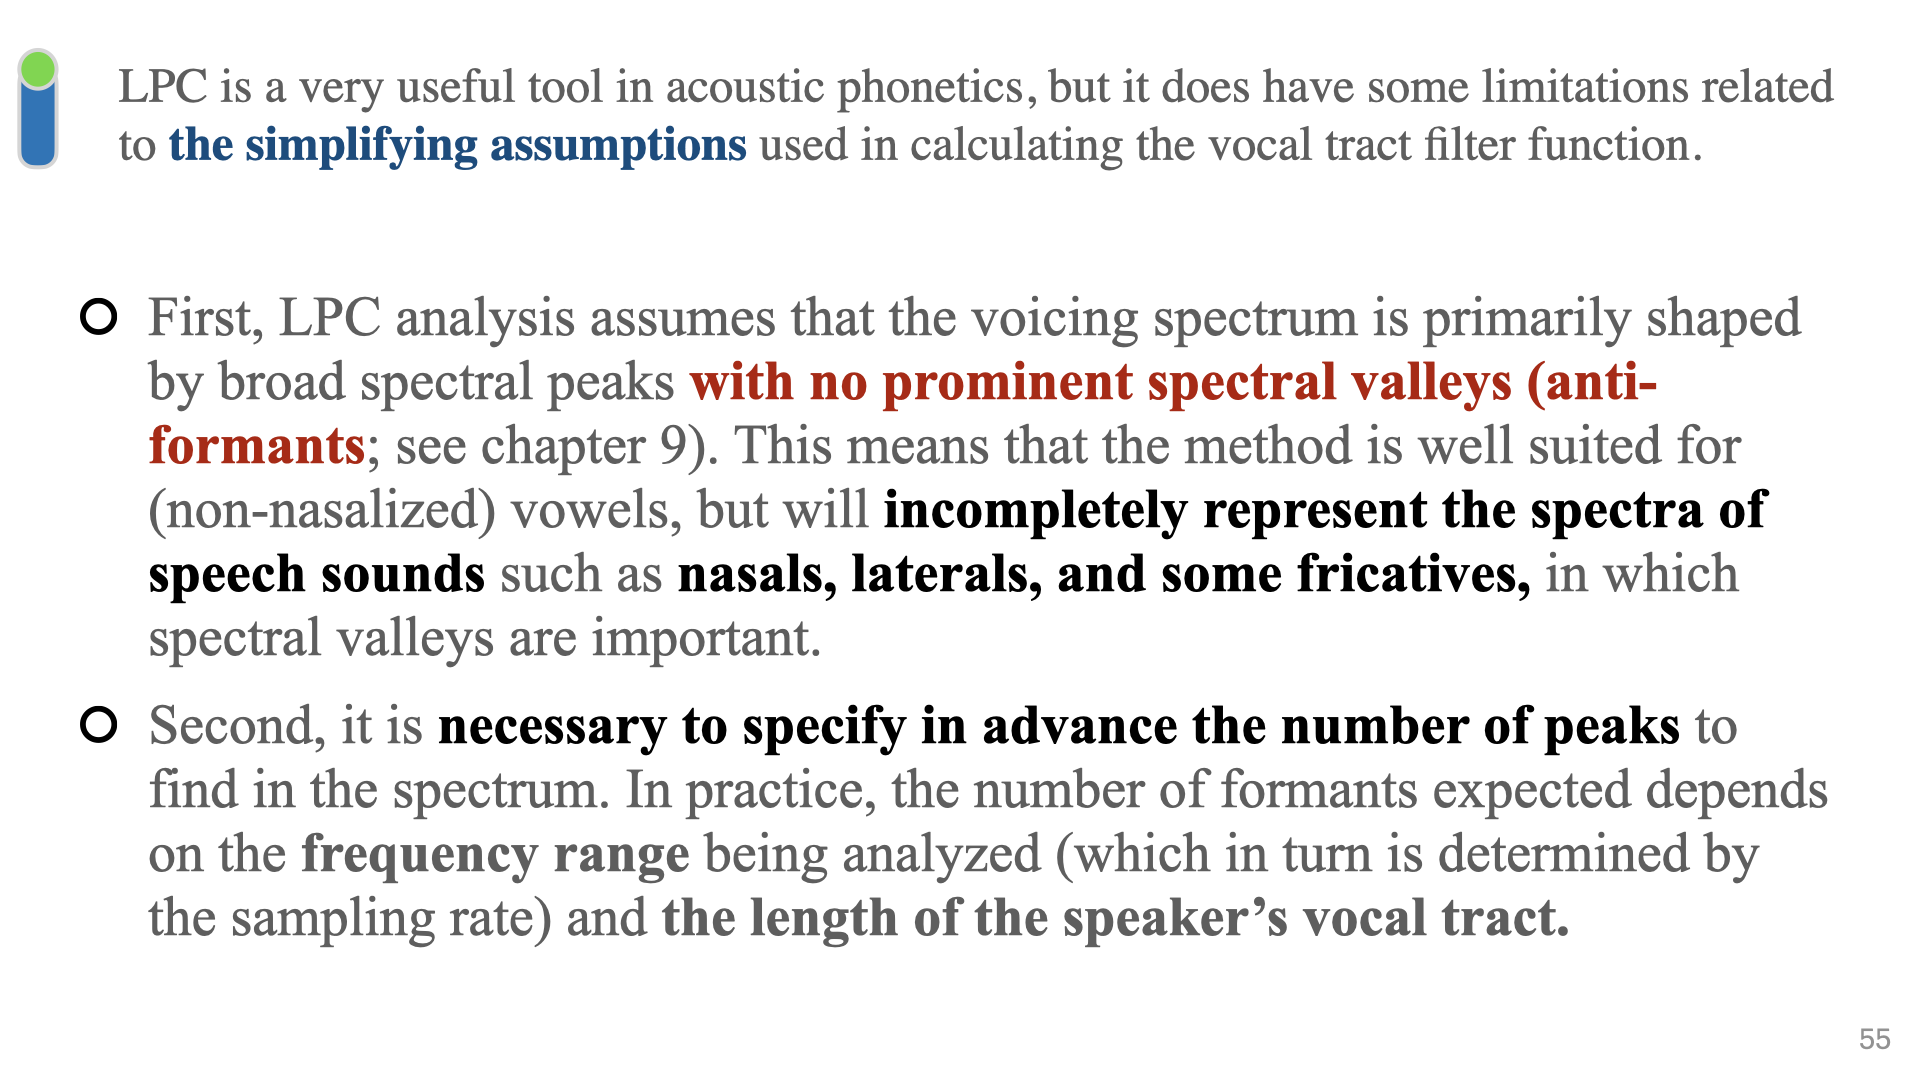 LPC is a very useful tool in acoustic phonetics, but it does have some limitations related
to the simplifying assumptions used in calculating the vocal tract filter function.
First, LPC analysis assumes that the voicing spectrum is primarily shaped
by broad spectral peaks with no prominent spectral valleys (anti-
formants; see chapter 9). This means that the method is well suited for
(non-nasalized) vowels, but will incompletely represent the spectra of
speech sounds such as nasals, laterals, and some fricatives, in which
spectral valleys are important.
Second, it is necessary to specify in advance the number of peaks to
find in the spectrum. In practice, the number of formants expected depends
on the frequency range being analyzed (which in turn is determined by
the sampling rate) and the length of the speaker’s vocal tract.
55